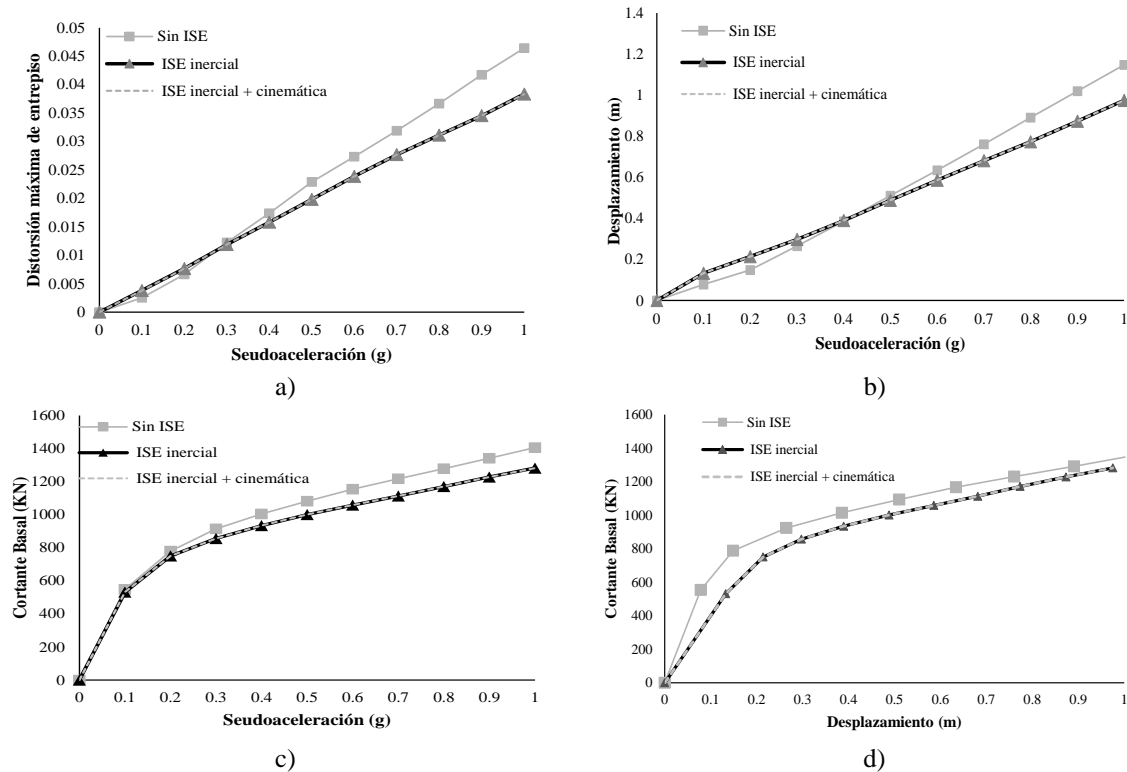 0.05
0.045
0.04
0.035
0.03
0.025
0.02
0.015
0.01
0.005
0
Distorsión máxima de entrepiso
Sin ISE
ISE inercial
ISE inercial + cinemática
0 0.1 0.2 0.3 0.4 0.5 0.6 0.7 0.8 0.9 1
Seudoaceleración (g)
a)
1.4
1.2
1
0.8
0.6
0.4
0.2
0
Desplazamiento (m)
Sin ISE
ISE inercial
ISE inercial + cinemática
0 0.1 0.2 0.3 0.4 0.5 0.6 0.7 0.8 0.9 1
Seudoaceleración (g)
b)
1600
1400
1200
1000
800
600
400
200
0
Cortante Basal (KN)
Sin ISE
ISE inercial
ISE inercial + cinemática
0 0.1 0.2 0.3 0.4 0.5 0.6 0.7 0.8 0.9 1
Seudoaceleración (g)
c)
1600
1400
1200
1000
800
600
400
200
0
Cortante Basal (KN)
Sin ISE
ISE inercial
ISE inercial + cinemática
0 0.1 0.2 0.3 0.4 0.5 0.6 0.7 0.8 0.9 1
Desplazamiento (m)
d)